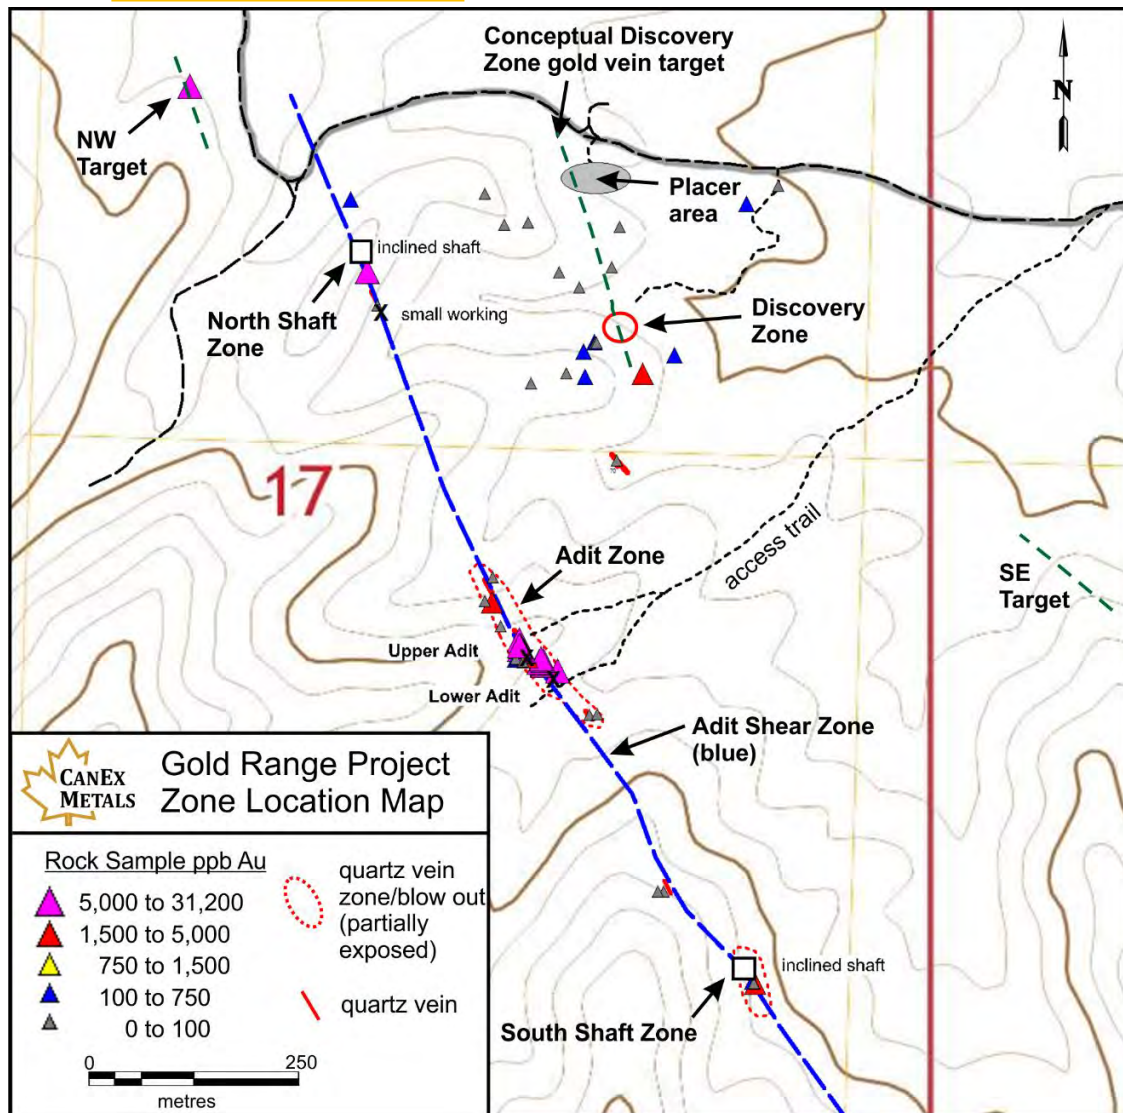 Conceptual Discovery
Zone gold vein target
N
NW
Target
Placer
area
inclined shaft
North Shaft
Zone
small working
Discovery
Zone
17
access trail
Adit Zone
SE
Target
Upper Adit
Lower Adit
Adit Shear Zone
(blue)
inclined shaft
South Shaft Zone
CANEX
METALS
Gold Range Project
Zone Location Map
Rock Sample ppb Au
5,000 to 31,200
1,500 to 5,000
750 to 1,500
100 to 750
0 to 100
quartz vein
zone/blow out
(partially
exposed)
quartz vein
0 250
metres